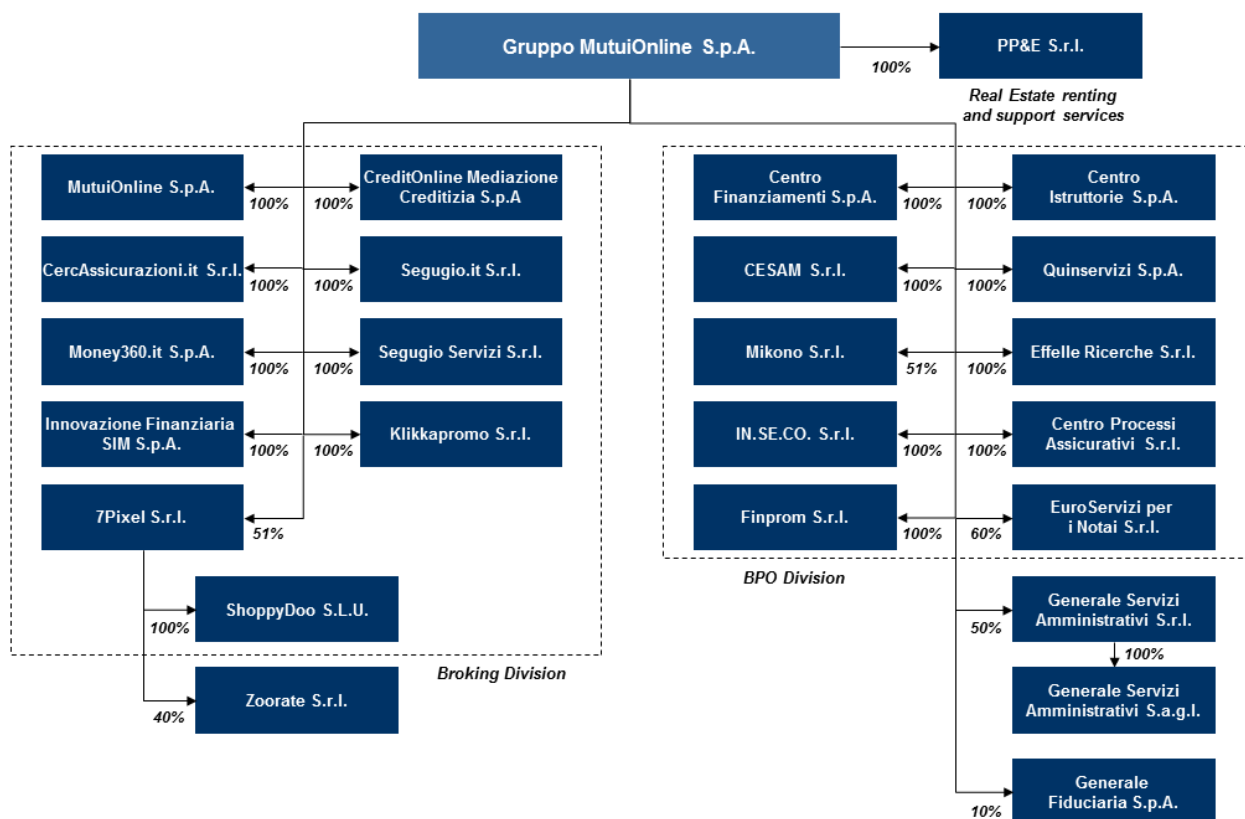 Gruppo MutuiOnline S.p.A.
PP&E S.r.l.
100%
Real Estate renting
and support services
MutuiOnline S.p.A.
100%
100%
CreditOnline Mediazione
Creditizia S.p.A
CercAssicurazioni.it S.r.l.
100%
100%
Segugio.it S.r.l.
Money360.it S.p.A.
100%
100%
Segugio Servizi S.r.l.
Innovazione Finanziaria
SIM S.p.A.
100%
100%
Klikkapromo S.r.l.
7Pixel S.r.l.
51%
ShoppyDoo S.L.U.
100%
Broking Division
Zoorate S.r.l.
40%
Centro
Finanziamenti S.p.A.
100%
100%
Centro
Istruttorie S.p.A.
CESAM S.r.l.
100%
100%
Quinservizi S.p.A.
Mikono S.r.l.
51%
100%
Effelle Ricerche S.r.l.
IN.SE.CO. S.r.l.
100%
100%
Centro Processi
Assicurativi S.r.l.
Finprom S.r.l.
100%
60%
EuroServizi per
i Notai S.r.l.
BPO Division
Generale Servizi
Amministrativi S.r.l.
50%
100%
Generale Servizi
Amministrativi S.a.g.l.
Generale
Fiduciaria S.p.A.
10%